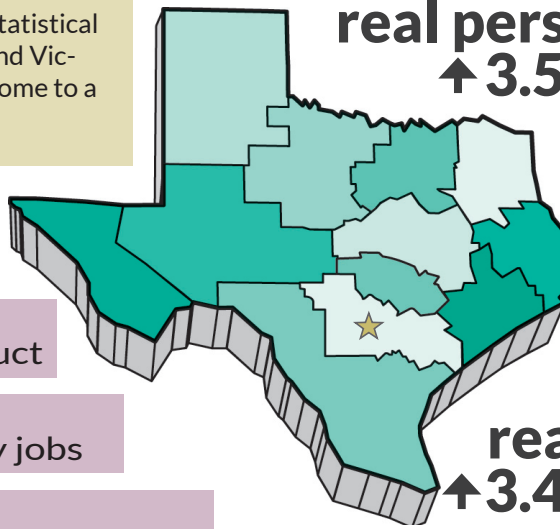 tatistical
nd Vic-
ome to a
real pers
↑ 3.5
uct
y jobs
rea
↑ 3.4